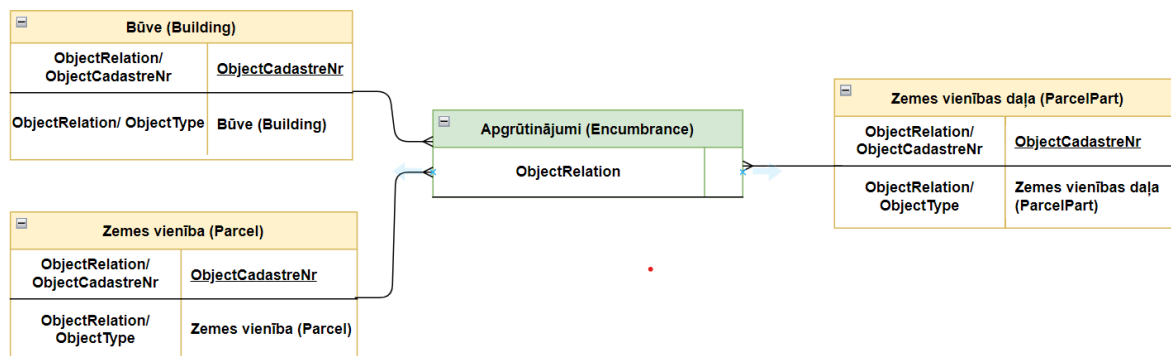 Būve (Building)
ObjectRelation/
ObjectCadastreNr
ObjectCadastreNr
ObjectRelation/ ObjectType
Būve (Building)
Zemes vienība (Parcel)
ObjectRelation/
ObjectCadastreNr
ObjectCadastreNr
ObjectRelation/
ObjectType
Zemes vienība (Parcel)
Apgrūtinājumi (Encumbrance)
ObjectRelation
Zemes vienības daļa (ParcelPart)
ObjectRelation/
ObjectCadastreNr
ObjectCadastreNr
ObjectRelation/
ObjectType
Zemes vienības daļa
(ParcelPart)